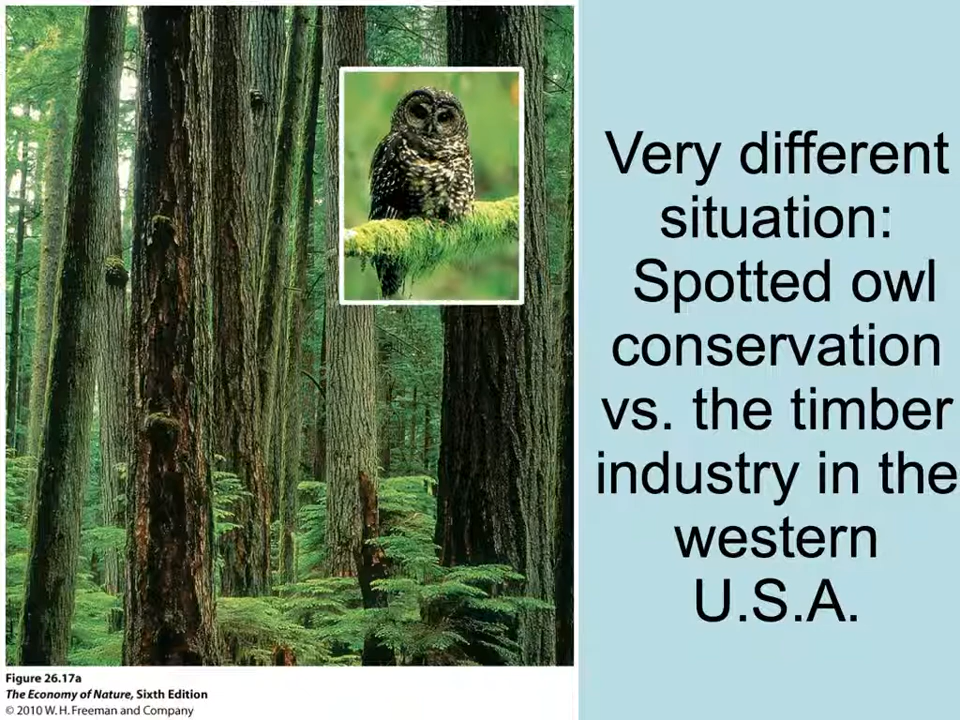 Very different
situation:
Spotted owl
conservation
vs. the timber
industry in the
western
U.S.A.
Figure 26.17a
The Economy of Nature, Sixth Edition
© 2010 W. H. Freeman and Company